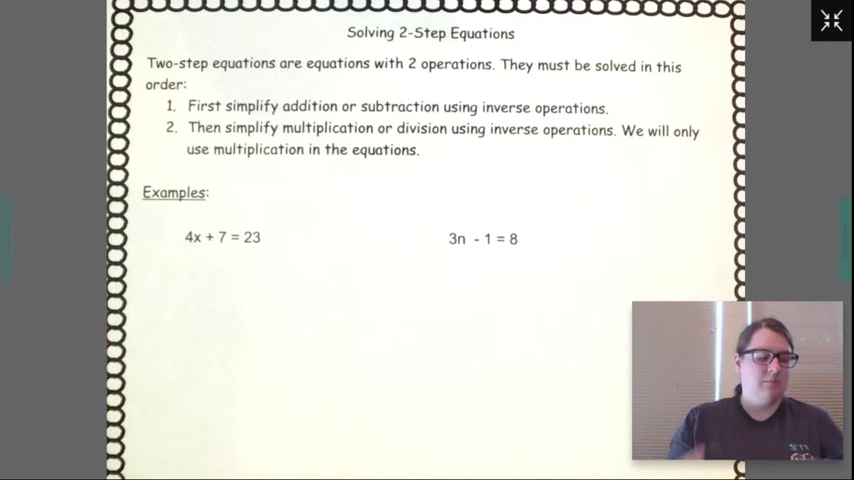 Solving 2-Step Equations
Two-step equations are equations with 2 operations. They must be solved in this
order:
1. First simplify addition or subtraction using inverse operations.
2. Then simplify multiplication or division using inverse operations. We will only
use multiplication in the equations.
Examples:
4x + 7 = 23
3n - 1 = 8